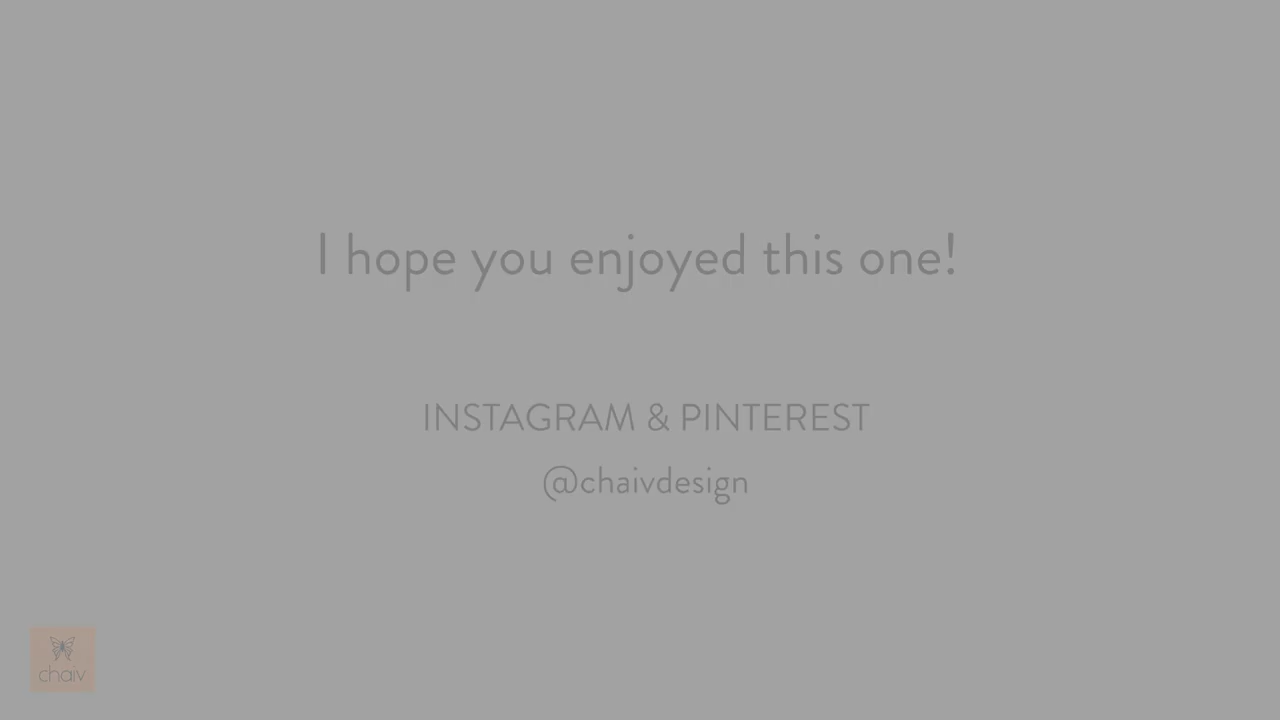 I hope you enjoyed this one!
INSTAGRAM & PINTEREST
@chaivdesign
chaiv